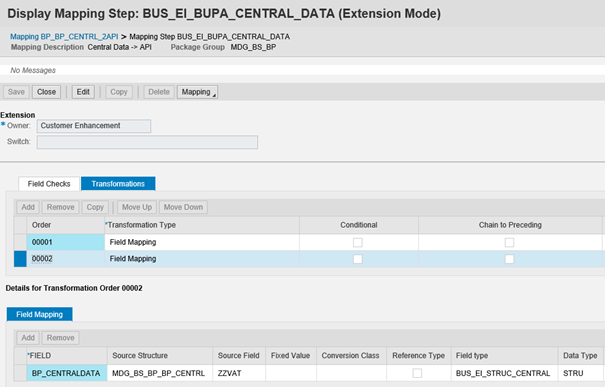 Display Mapping Step: BUS_EI_BUPA_CENTRAL_DATA (Extension Mode)
Mapping BP_BP_CENTRL_2API > Mapping Step BUS_EI_BUPA_CENTRAL_DATA
Mapping Description Central Data -> API Package Group MDG_BS_BP
No Messages
Save Close Edit Copy Delete Mapping
Extension
* Owner: Customer Enhancement
Switch:
Field Checks Transformations
Add Remove Copy Move Up Move Down
Order *Transformation Type Conditional Chain to Preceding
00001 Field Mapping
00002 Field Mapping
Details for Transformation Order 00002
Field Mapping
Add Remove
*FIELD Source Structure Source Field Fixed Value Conversion Class Reference Type Field type Data Type
BP_CENTRALDATA MDG_BS_BP_BP_CENTRL ZZVAT BUS_EI_STRUC_CENTRAL STRU